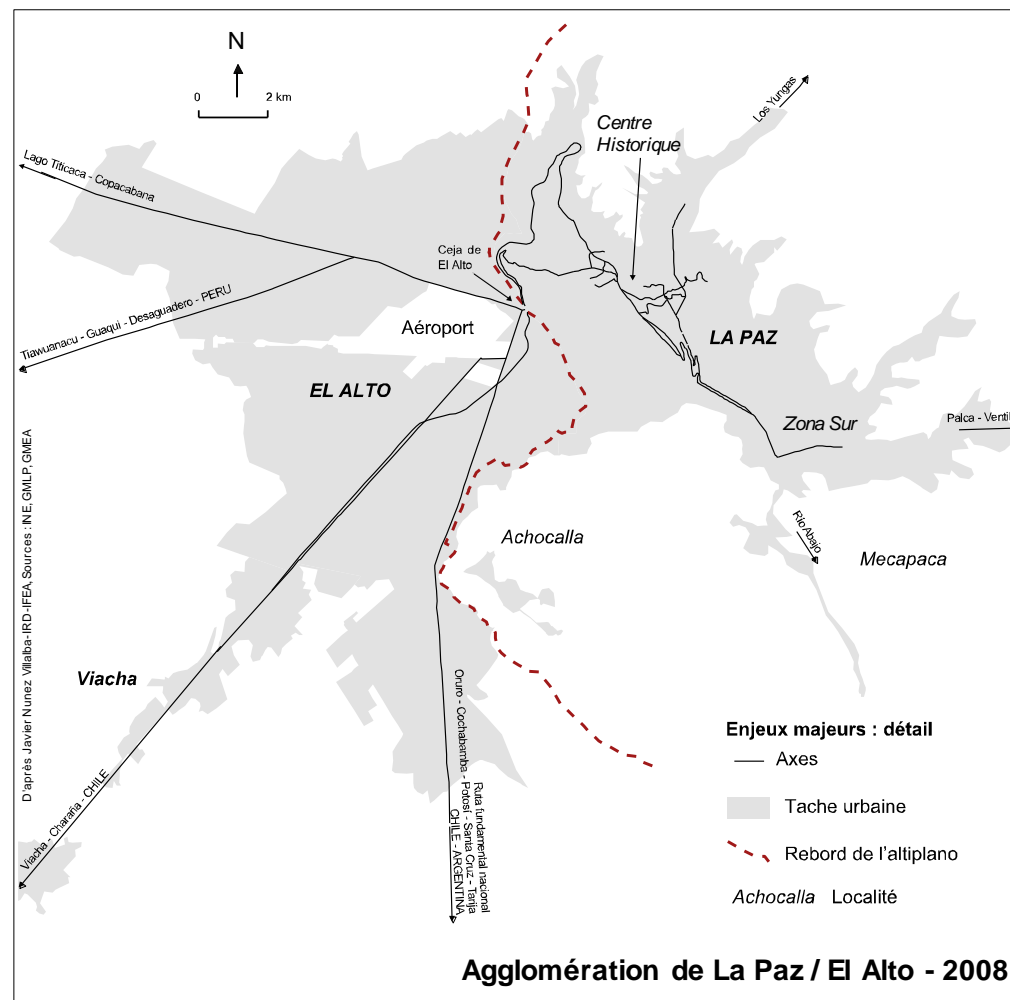 N
0 2 km
Centre
Historique
Los Yungas
Lago Titicaca - Copacabana
Ceja de
El Alto
Tiawuanacu - Guaqui - Desaguadero - PERU
Aéroport
LA PAZ
EL ALTO
Zona Sur
Palca - Ventil
Achocalla
Río Abajo
Mecapaca
Viacha
Viacha - Charaña - CHILE
Oruro - Cochabamba - Potosí - Santa Cruz - Tarija
Ruta fundamental nacional
CHILE - ARGENTINA
D'après Javier Nunez Villalba-IRD-IFEA, Sources : INE, GMLP, GMEA
Enjeux majeurs : détail
Axes
Tache urbaine
Rebord de l'altiplano
Achocalla Localité
Agglomération de La Paz / El Alto - 2008